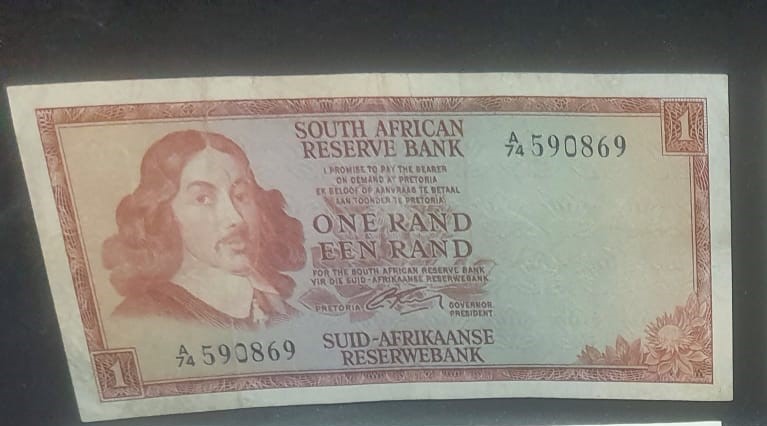 1
SOUTH AFRICAN
RESERVE BANK
A/74 590869
I PROMISE TO PAY THE BEARER
ON DEMAND AT PRETORIA
EK BELOOF OP AANVRAAG TE BETAAL
AAN TOONDER TE PRETORIA
ONE RAND
EEN RAND
FOR THE SOUTH AFRICAN RESERVE BANK
VIR DIE SUID-AFRIKAANSE RESERWEBANK
PRETORIA GOVERNOR
PRESIDENT
A/74 590869
SUID-AFRIKAANSE
RESERWEBANK
1